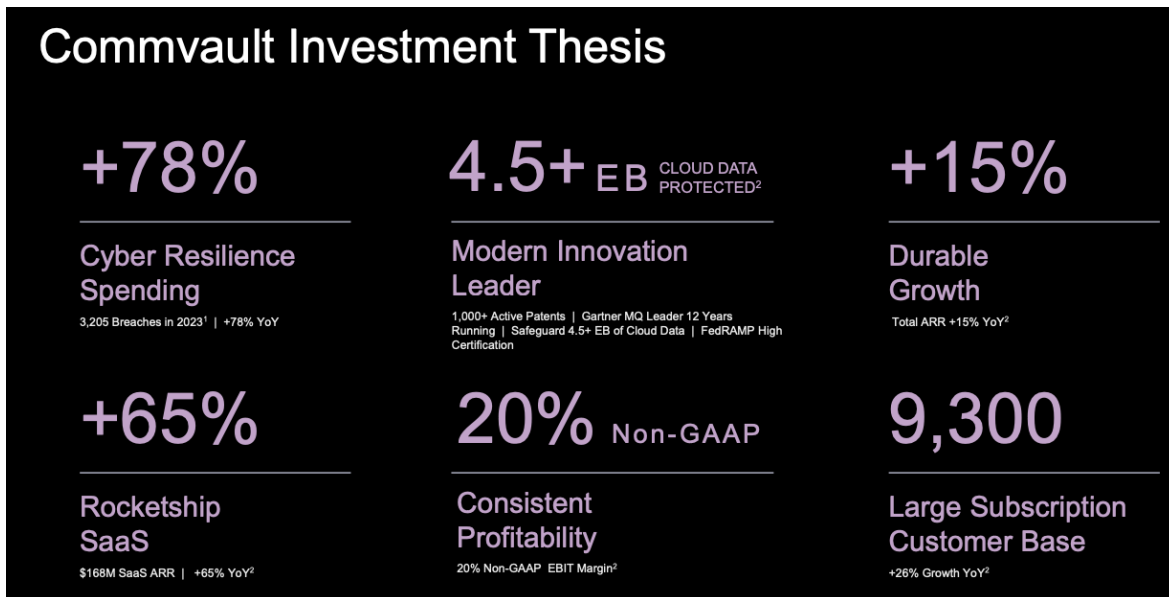 Commvault Investment Thesis
+78%
Cyber Resilience
Spending
3,205 Breaches in 2023¹ | +78% YoY
4.5+ EB CLOUD DATA
PROTECTED²
Modern Innovation
Leader
1,000+ Active Patents | Gartner MQ Leader 12 Years
Running | Safeguard 4.5+ EB of Cloud Data | FedRAMP High
Certification
+15%
Durable
Growth
Total ARR +15% YoY²
+65%
Rocketship
SaaS
$168M SaaS ARR | +65% YoY²
20% Non-GAAP
Consistent
Profitability
20% Non-GAAP EBIT Margin²
9,300
Large Subscription
Customer Base
+26% Growth YoY²